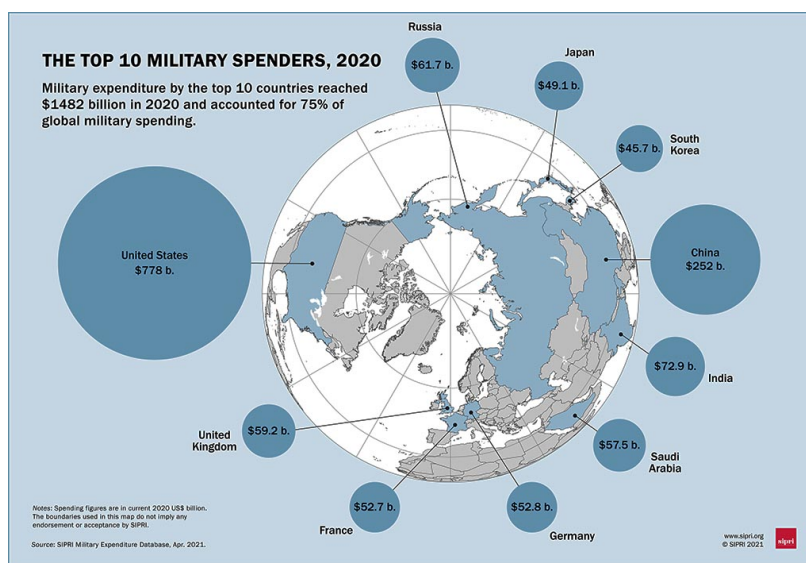 THE TOP 10 MILITARY SPENDERS, 2020
Military expenditure by the top 10 countries reached
$1482 billion in 2020 and accounted for 75% of
global military spending.
Russia
$61.7 b.
Japan
$49.1 b.
South
Korea
$45.7 b.
United States
$778 b.
China
$252 b.
$72.9 b.
India
United
Kingdom
$59.2 b.
$57.5 b.
Saudi
Arabia
$52.7 b.
France
$52.8 b.
Germany
Notes: Spending figures are in current 2020 US$ billion.
The boundaries used in this map do not imply any
endorsement or acceptance by SIPRI.
Source: SIPRI Military Expenditure Database, Apr. 2021.
www.sipri.org
© SIPRI 2021
sipri